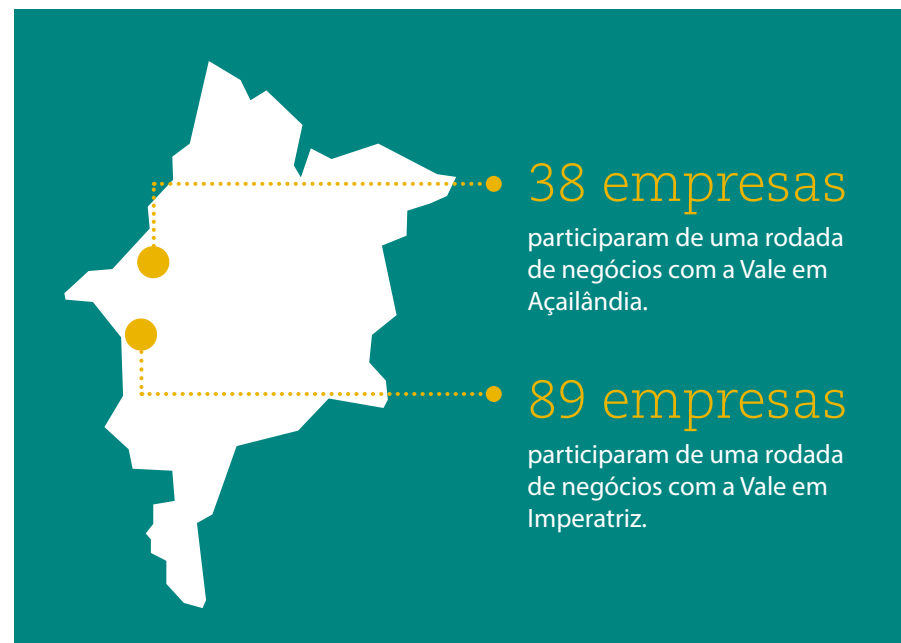 38 empresas
participaram de uma rodada
de negócios com a Vale em
Açailândia.
89 empresas
participaram de uma rodada
de negócios com a Vale em
Imperatriz.